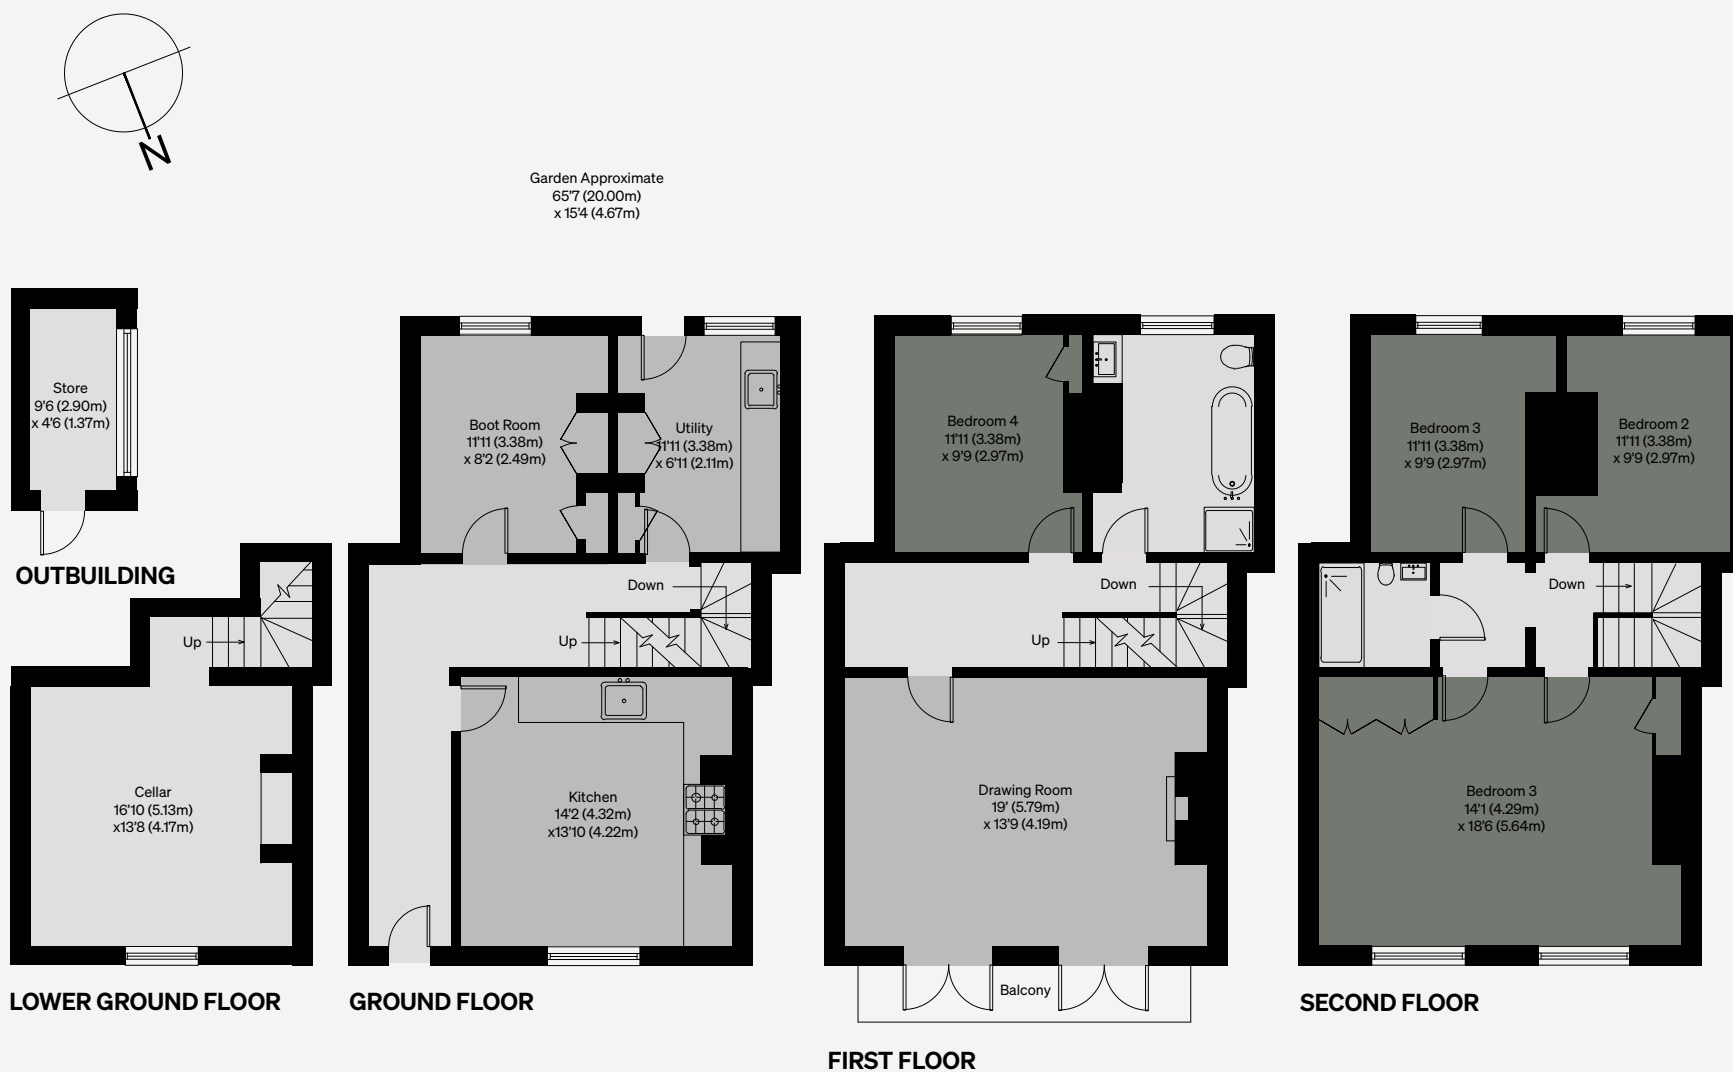 N
Garden Approximate
65'7 (20.00m)
x 15'4 (4.67m)
Store
9'6 (2.90m)
x 4'6 (1.37m)
OUTBUILDING
Up
Cellar
16'10 (5.13m)
x13'8 (4.17m)
LOWER GROUND FLOOR
Boot Room
11'11 (3.38m)
x 8'2 (2.49m)
Utility
11'11 (3.38m)
x 6'11 (2.11m)
Down
Up
Kitchen
14'2 (4.32m)
x13'10 (4.22m)
GROUND FLOOR
Bedroom 4
11'11 (3.38m)
x 9'9 (2.97m)
Down
Up
Drawing Room
19' (5.79m)
x 13'9 (4.19m)
Balcony
FIRST FLOOR
Bedroom 3
11'11 (3.38m)
x 9'9 (2.97m)
Bedroom 2
11'11 (3.38m)
x 9'9 (2.97m)
Down
Bedroom 3
14'1 (4.29m)
x 18'6 (5.64m)
SECOND FLOOR